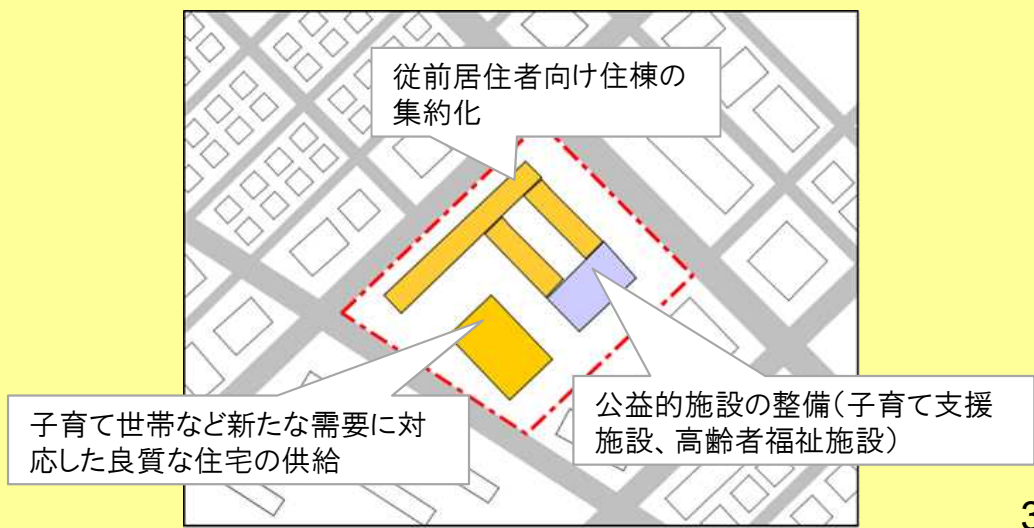 従前居住者向け住棟の
集約化
子育て世帯など新たな需要に対
応した良質な住宅の供給
公益的施設の整備(子育て支援
施設、高齢者福祉施設)
3